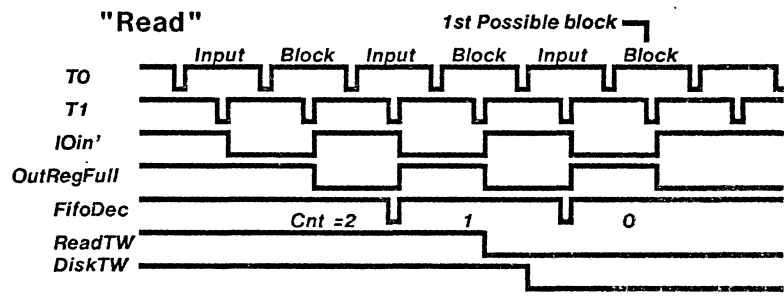 "Read"
1st Possible block
Input Block Input Block Input Block
T0
T1
IOin'
OutRegFull
FifoDec
Cnt =2 1 0
ReadTW
DiskTW